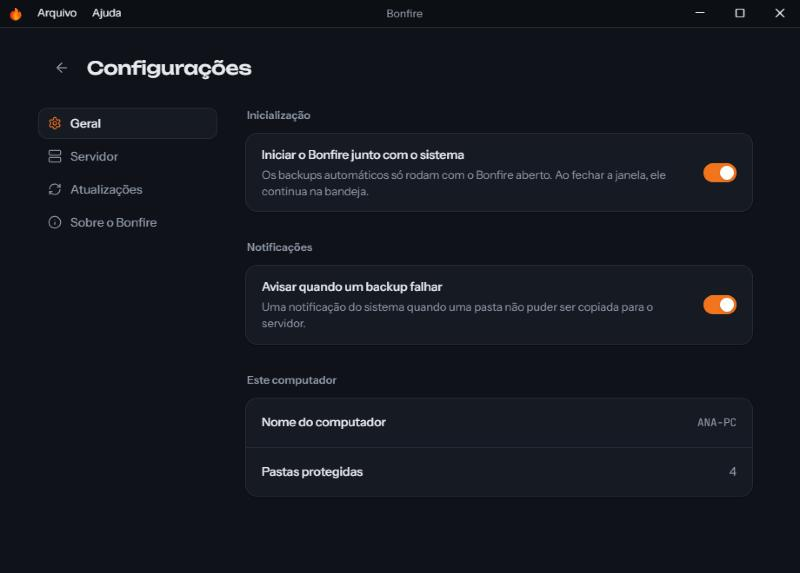 Arquivo Ajuda Bonfire
Configurações
Geral
Servidor
Atualizações
Sobre o Bonfire
Inicialização
Iniciar o Bonfire junto com o sistema
Os backups automáticos só rodam com o Bonfire aberto. Ao fechar a janela, ele
continua na bandeja.
Notificações
Avisar quando um backup falhar
Uma notificação do sistema quando uma pasta não puder ser copiada para o
servidor.
Este computador
Nome do computador ANA-PC
Pastas protegidas 4